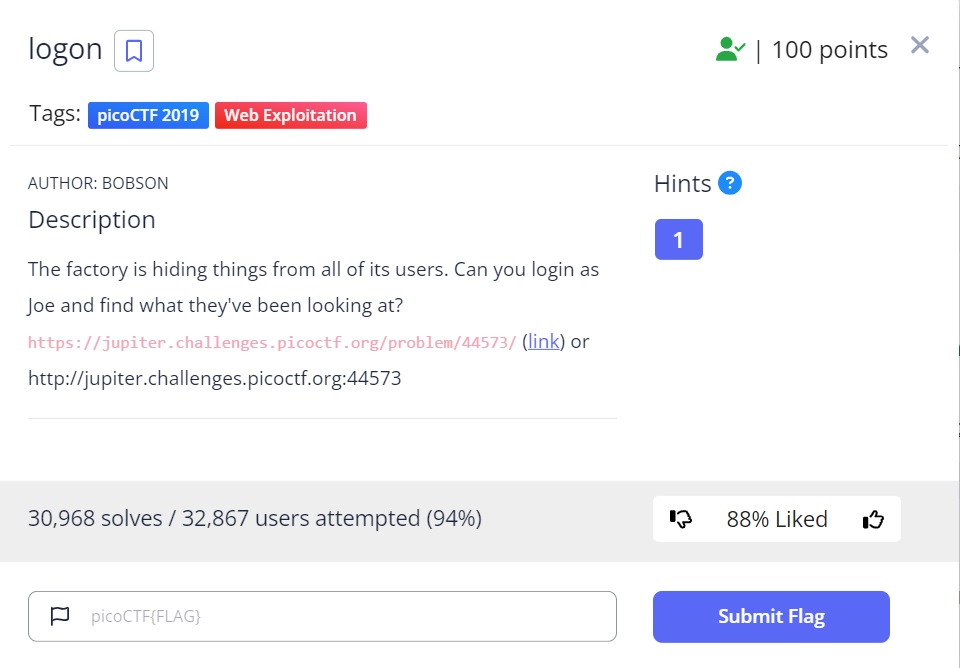 logon
| 100 points
Tags: picoCTF 2019 Web Exploitation
AUTHOR: BOBSON
Description
The factory is hiding things from all of its users. Can you login as
Joe and find what they've been looking at?
https://jupiter.challenges.picoctf.org/problem/44573/ (link) or
http://jupiter.challenges.picoctf.org:44573
Hints ?
1
30,968 solves / 32,867 users attempted (94%)
88% Liked
picoCTF{FLAG}
Submit Flag